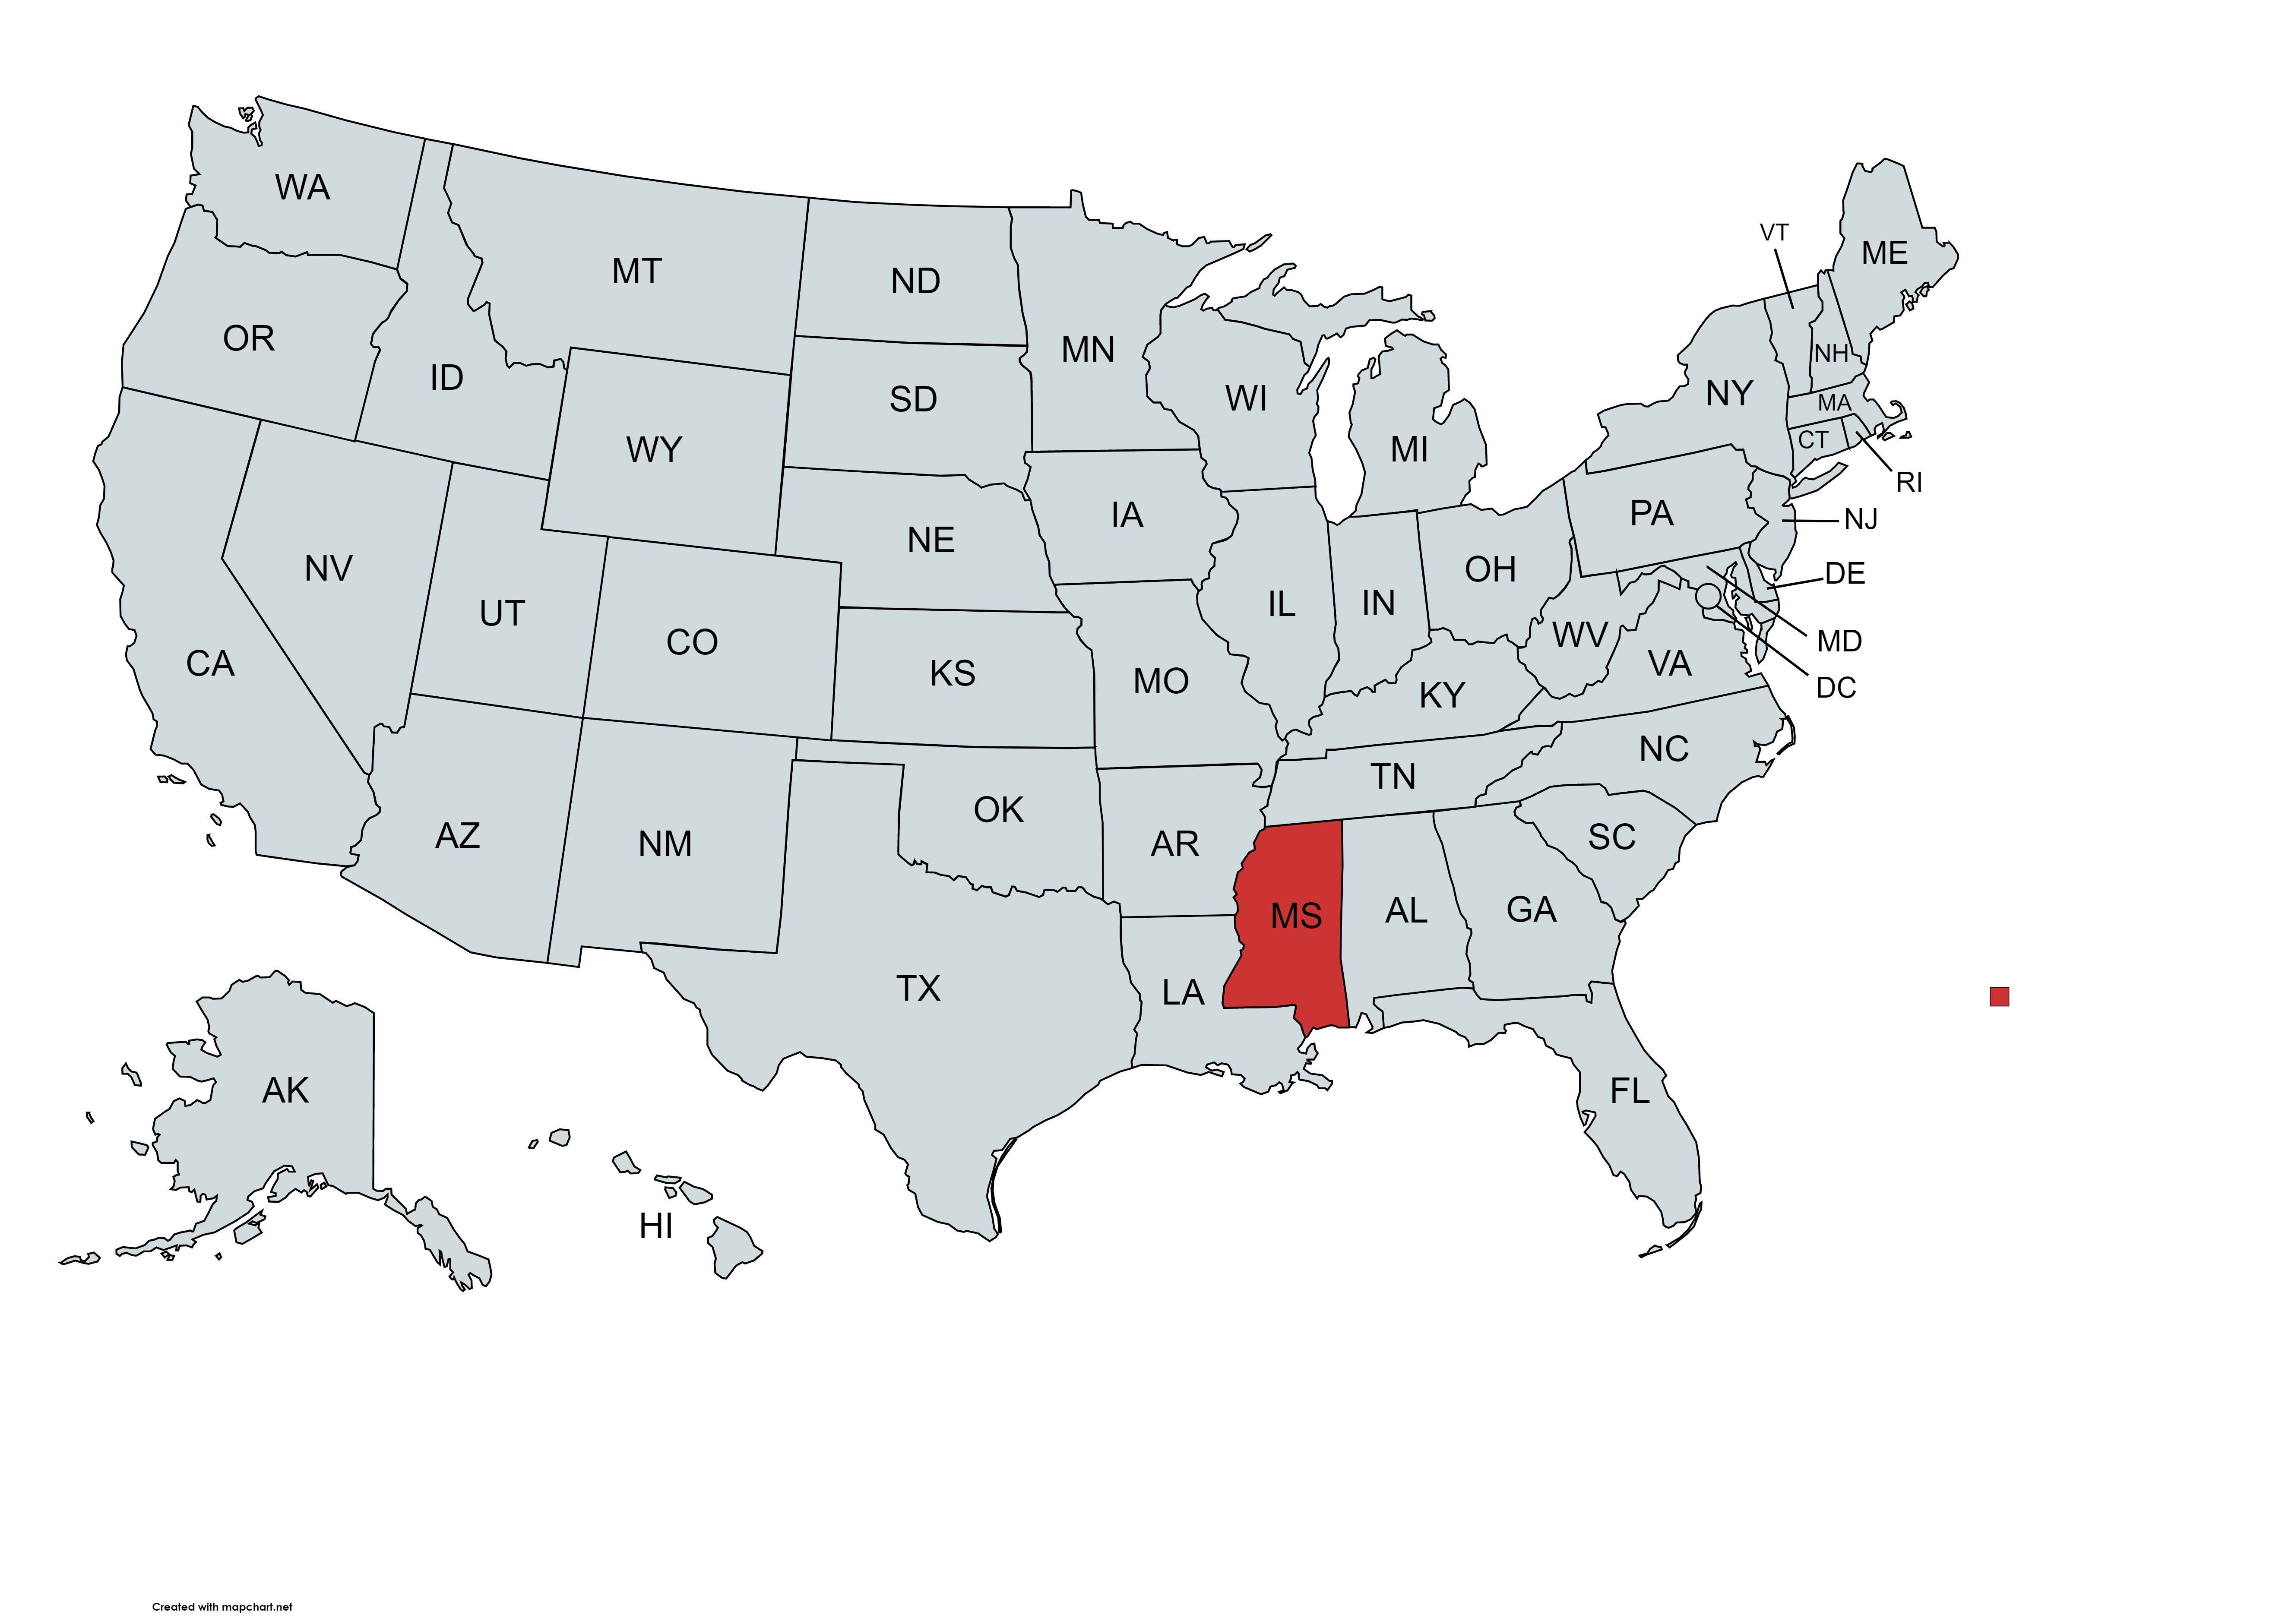 WA
VT
ME
MT
ND
OR
MN
NH
ID
SD
WI
NY
MA
CT
WY
MI
RI
PA
IA
NJ
NE
NV
OH
DE
IL
IN
UT
WV
CO
MD
CA
VA
KS
MO
DC
KY
NC
TN
OK
AZ
NM
AR
SC
MS
AL
GA
TX
LA
AK
FL
HI
Created with mapchart.net